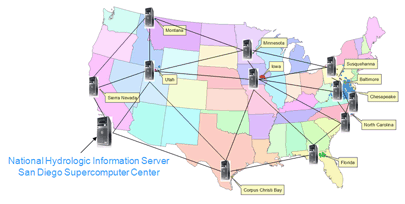 Montana
Minnesota
Iowa
Susquehanna
Baltimore
Utah
Chesapeake
Sierra Nevada
North Carolina
National Hydrologic Information Server
San Diego Supercomputer Center
Florida
Corpus Christi Bay